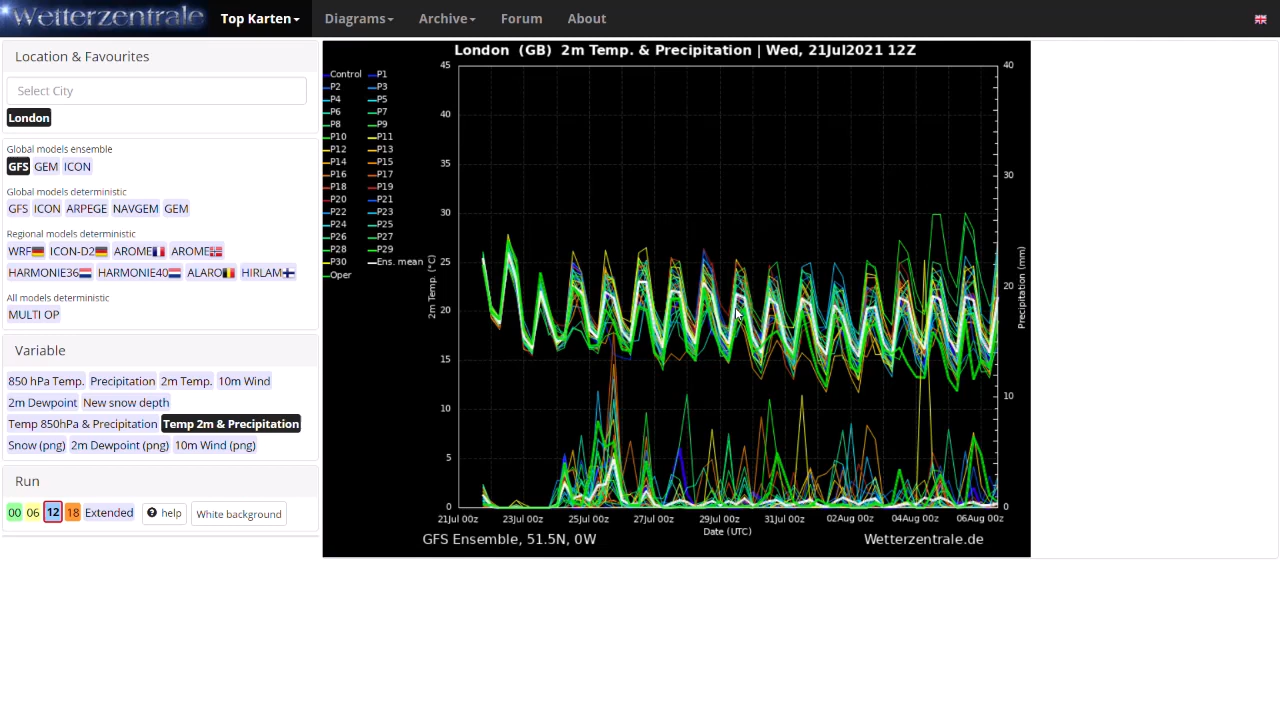 Wetterzentrale Top Karten Diagrams Archive Forum About
Location & Favourites
Select City
London
Global models ensemble
GFS GEM ICON
Global models deterministic
GFS ICON ARPEGE NAVGEM GEM
Regional models deterministic
WRF ICON-D2 AROME AROME
HARMONIE36 HARMONIE40 ALARO HIRLAM
All models deterministic
MULTI OP
Variable
850 hPa Temp. Precipitation 2m Temp. 10m Wind
2m Dewpoint New snow depth
Temp 850hPa & Precipitation Temp 2m & Precipitation
Snow (png) 2m Dewpoint (png) 10m Wind (png)
Run
00 06 12 18 Extended help White background
London (GB) 2m Temp. & Precipitation | Wed, 21Jul2021 12Z
Control P1
P2 P3
P4 P5
P6 P7
P8 P9
P10 P11
P12 P13
P14 P15
P16 P17
P18 P19
P20 P21
P22 P23
P24 P25
P26 P27
P28 P29
P30 Ens. mean
Oper
2m Temp. (°C)
45
40
35
30
25
20
15
10
5
0
40
30
20
10
0
Precipitation (mm)
21Jul 00z 23Jul 00z 25Jul 00z 27Jul 00z 29Jul 00z 31Jul 00z 02Aug 00z 04Aug 00z 06Aug 00z
Date (UTC)
GFS Ensemble, 51.5N, 0W Wetterzentrale.de